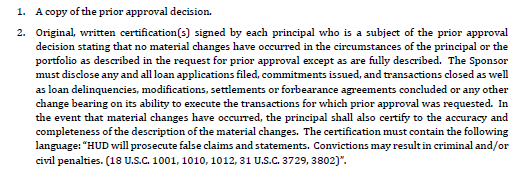 1. A copy of the prior approval decision.
2. Original, written certification(s) signed by each principal who is a subject of the prior approval
decision stating that no material changes have occurred in the circumstances of the principal or the
portfolio as described in the request for prior approval except as are fully described. The Sponsor
must disclose any and all loan applications filed, commitments issued, and transactions closed as well
as loan delinquencies, modifications, settlements or forbearance agreements concluded or any other
change bearing on its ability to execute the transactions for which prior approval was requested. In
the event that material changes have occurred, the principal shall also certify to the accuracy and
completeness of the description of the material changes. The certification must contain the following
language: “HUD will prosecute false claims and statements. Convictions may result in criminal and/or
civil penalties. (18 U.S.C. 1001, 1010, 1012, 31 U.S.C. 3729, 3802)”.